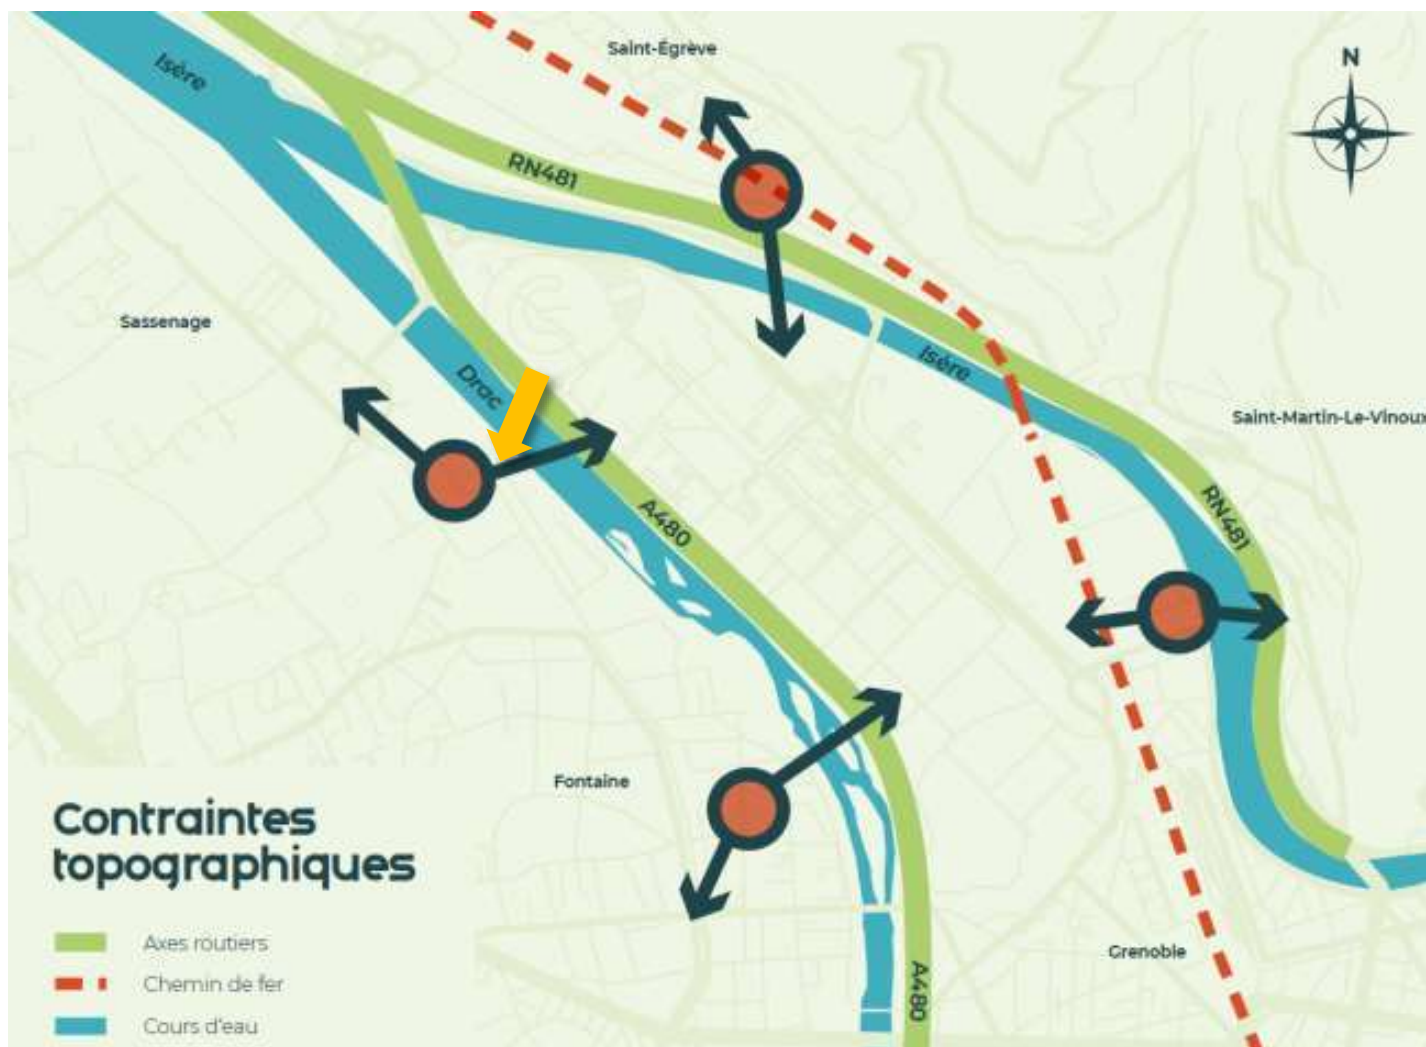 Saint-Égrève
N
Isère
RN481
Sassenage
Isère
Drac
Saint-Martin-Le-Vinoux
A480
RN481
Fontaine
Contraintes
topographiques
Axes routiers
Grenoble
A480
Chemin de fer
Cours d'eau